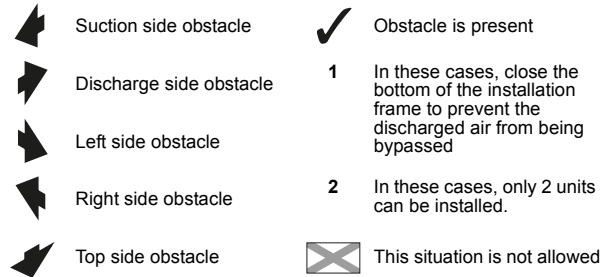 Suction side obstacle
Discharge side obstacle
Left side obstacle
Right side obstacle
Top side obstacle
Obstacle is present
1 In these cases, close the
bottom of the installation
frame to prevent the
discharged air from being
bypassed
2 In these cases, only 2 units
can be installed.
This situation is not allowed